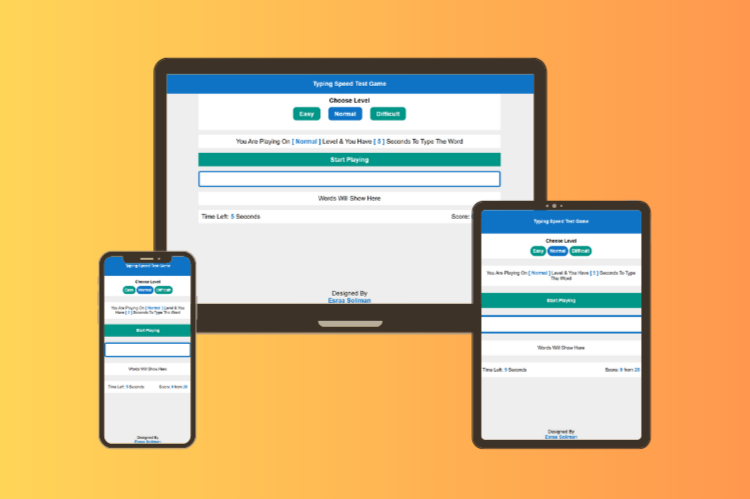 Typing Speed Test Game
Choose Level
Easy Normal Difficult
You Are Playing On [ Normal ] Level & You Have [ 5 ] Seconds To Type The Word
Start Playing
Words Will Show Here
Time Left: 5 Seconds Score:
Designed By
Esraa Soliman
Typing Speed Test Game
Choose Level
Easy Normal Difficult
You Are Playing On [ Normal ] Level & You
Have [ 5 ] Seconds To Type The Word
Start Playing
Words Will Show Here
Time Left: 5 Seconds Score: 0 from 25
Designed By
Esraa Soliman
Typing Speed Test Game
Choose Level
Easy Normal Difficult
You Are Playing On [ Normal ] Level & You Have [ 5 ] Seconds To Type
The Word
Start Playing
Words Will Show Here
Time Left: 5 Seconds Score: 0 from 25
Designed By
Esraa Soliman